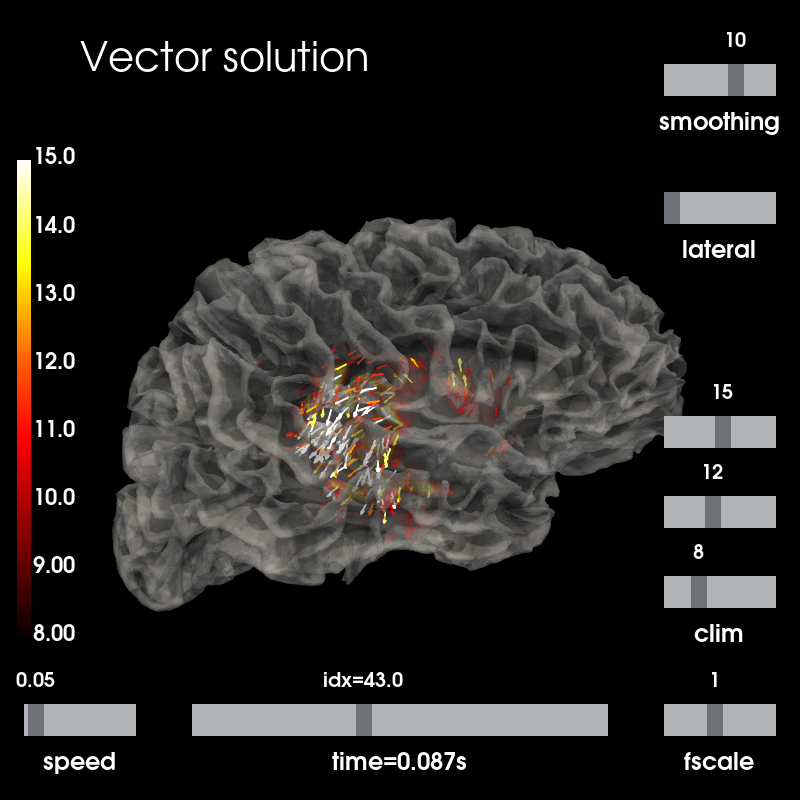 Vector solution
10
smoothing
15.0
14.0
13.0
12.0
11.0
10.0
9.00
8.00
lateral
15
12
8
clim
0.05
speed
idx=43.0
time=0.087s
1
fscale